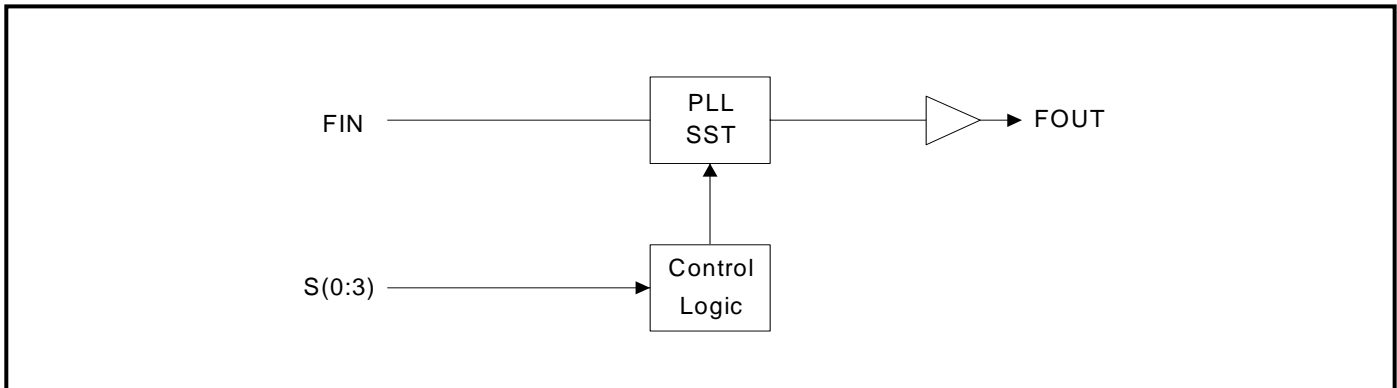 PLL
SST
FIN
FOUT
Control
Logic
S(0:3)